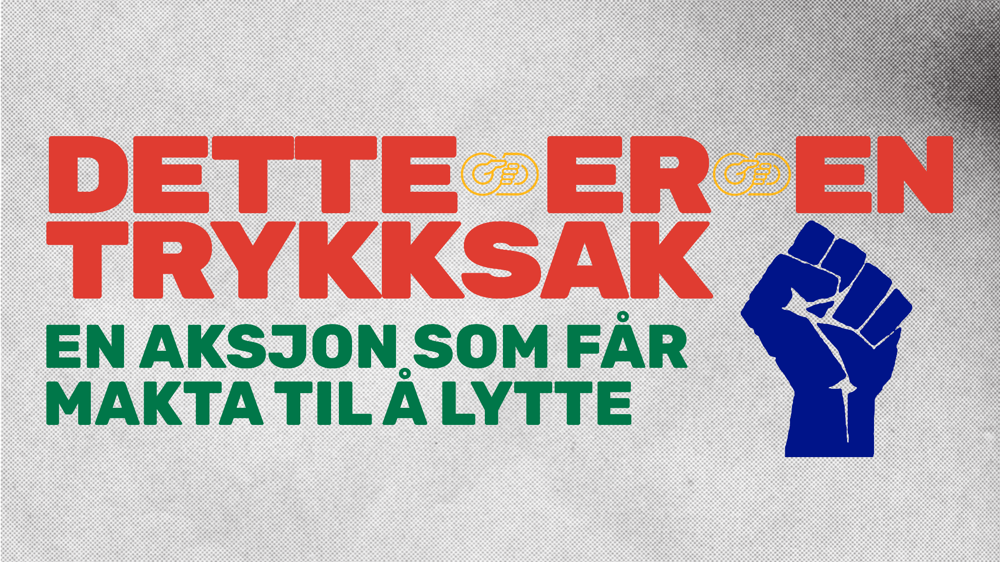 DETTE ER EN
TRYKKSAK
EN AKSJON SOM FÅR
MAKTA TIL Å LYTTE